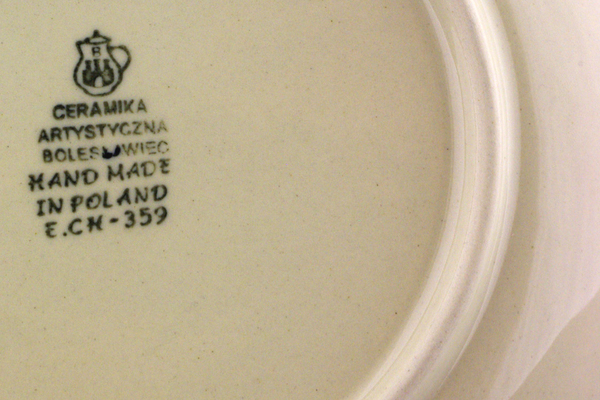 B
CERAMIKA
ARTYSTYCZNA
BOLESŁAWIEC
HAND MADE
IN POLAND
E.CH-359